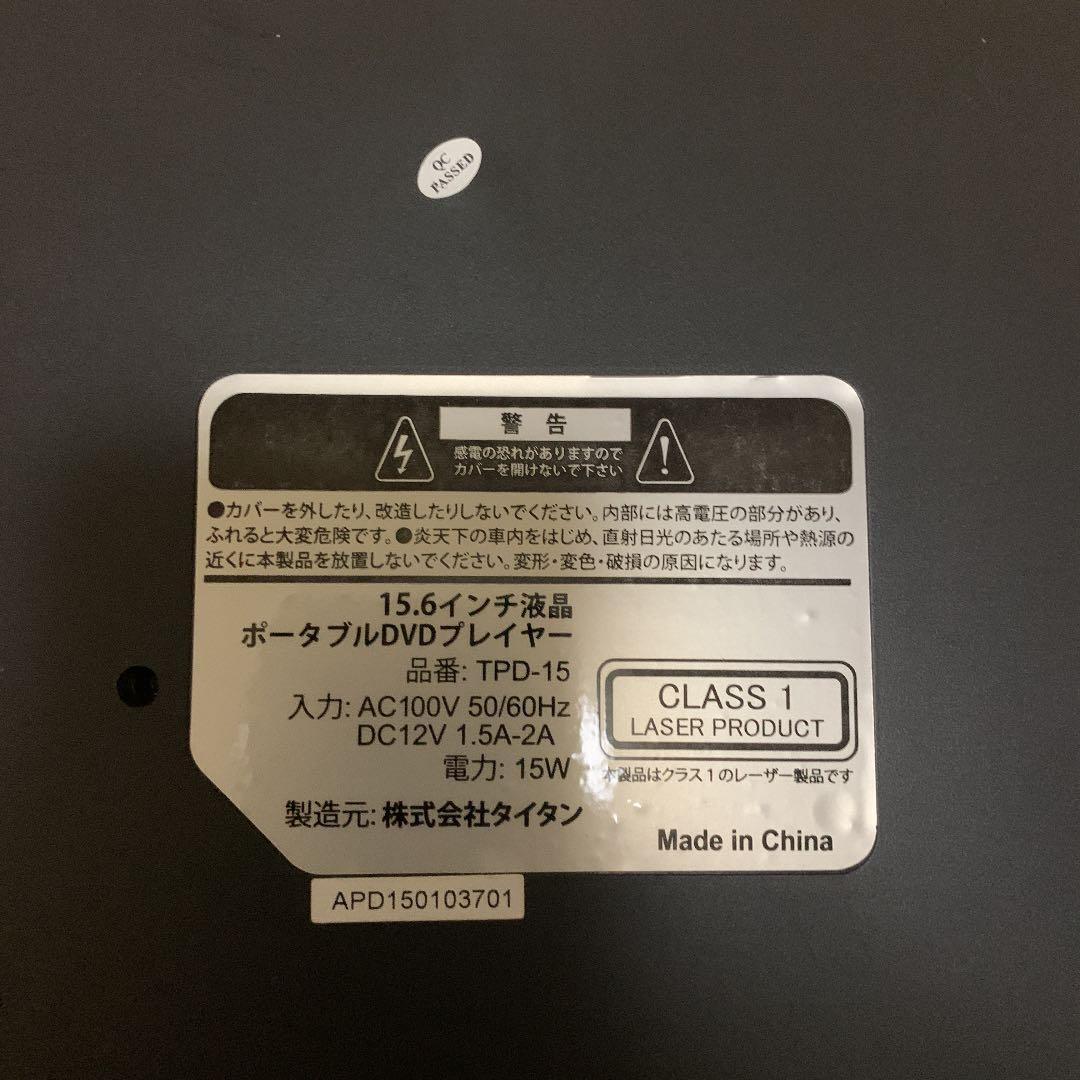 QC
PASSED
警告
感電の恐れがありますので
カバーを開けないで下さい
●カバーを外したり、改造したりしないでください。内部には高電圧の部分があり、
ふれると大変危険です。●炎天下の車内をはじめ、直射日光のあたる場所や熱源の
近くに本製品を放置しないでください。変形・変色・破損の原因になります。
15.6インチ液晶
ポータブルDVDプレイヤー
品番: TPD-15
入力: AC100V 50/60Hz
DC12V 1.5A-2A
電力: 15W
製造元: 株式会社タイタン
CLASS 1
LASER PRODUCT
本製品はクラス1のレーザー製品です
Made in China
APD150103701